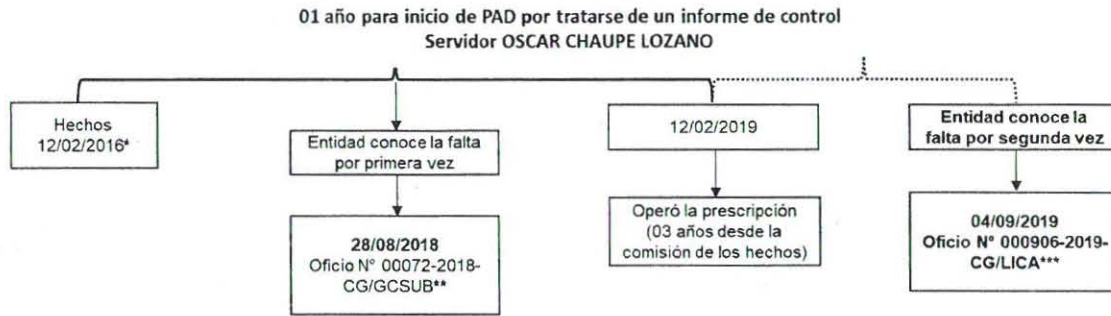 01 año para inicio de PAD por tratarse de un informe de control
Servidor OSCAR CHAUPE LOZANO
Hechos
12/02/2016*
Entidad conoce la falta
por primera vez
28/08/2018
Oficio N° 00072-2018-
CG/GCSUB**
12/02/2019
Operó la prescripción
(03 años desde la
comisión de los hechos)
Entidad conoce la
falta por segunda vez
04/09/2019
Oficio N° 000906-2019-
CG/LICA***